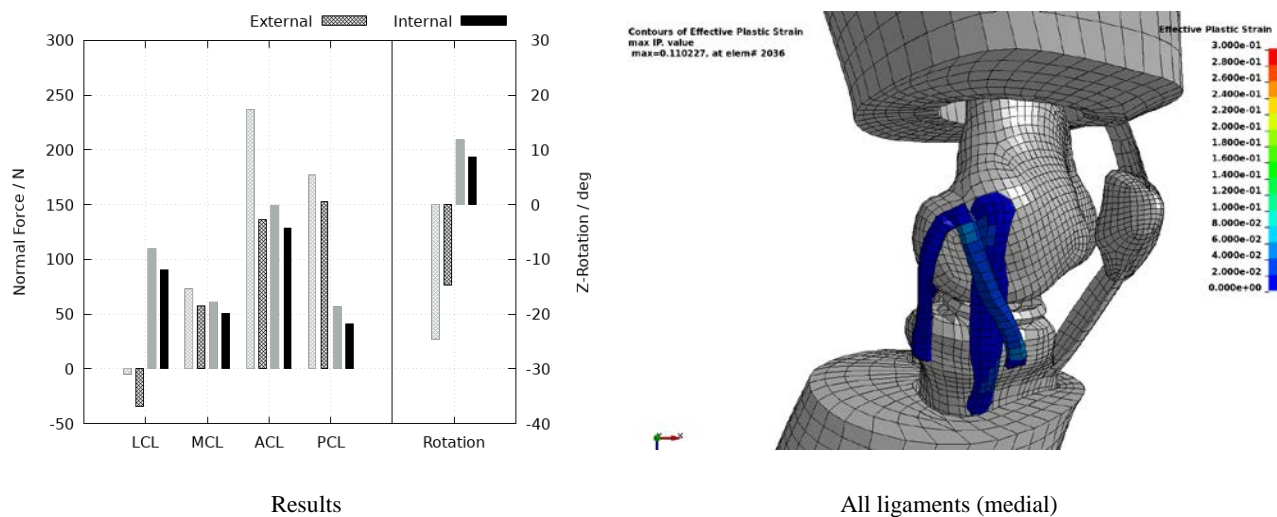 External Internal
300
250
200
150
100
50
0
-50
Normal Force / N
30
20
10
0
-10
-20
-30
-40
Z-Rotation / deg
LCL MCL ACL PCL Rotation
Results
Contours of Effective Plastic Strain
max IP. value
max=0.110227, at elem# 2036
Effective Plastic Strain
3.000e-01
2.800e-01
2.600e-01
2.400e-01
2.200e-01
2.000e-01
1.800e-01
1.600e-01
1.400e-01
1.200e-01
1.000e-01
8.000e-02
6.000e-02
4.000e-02
2.000e-02
0.000e+00
X
All ligaments (medial)